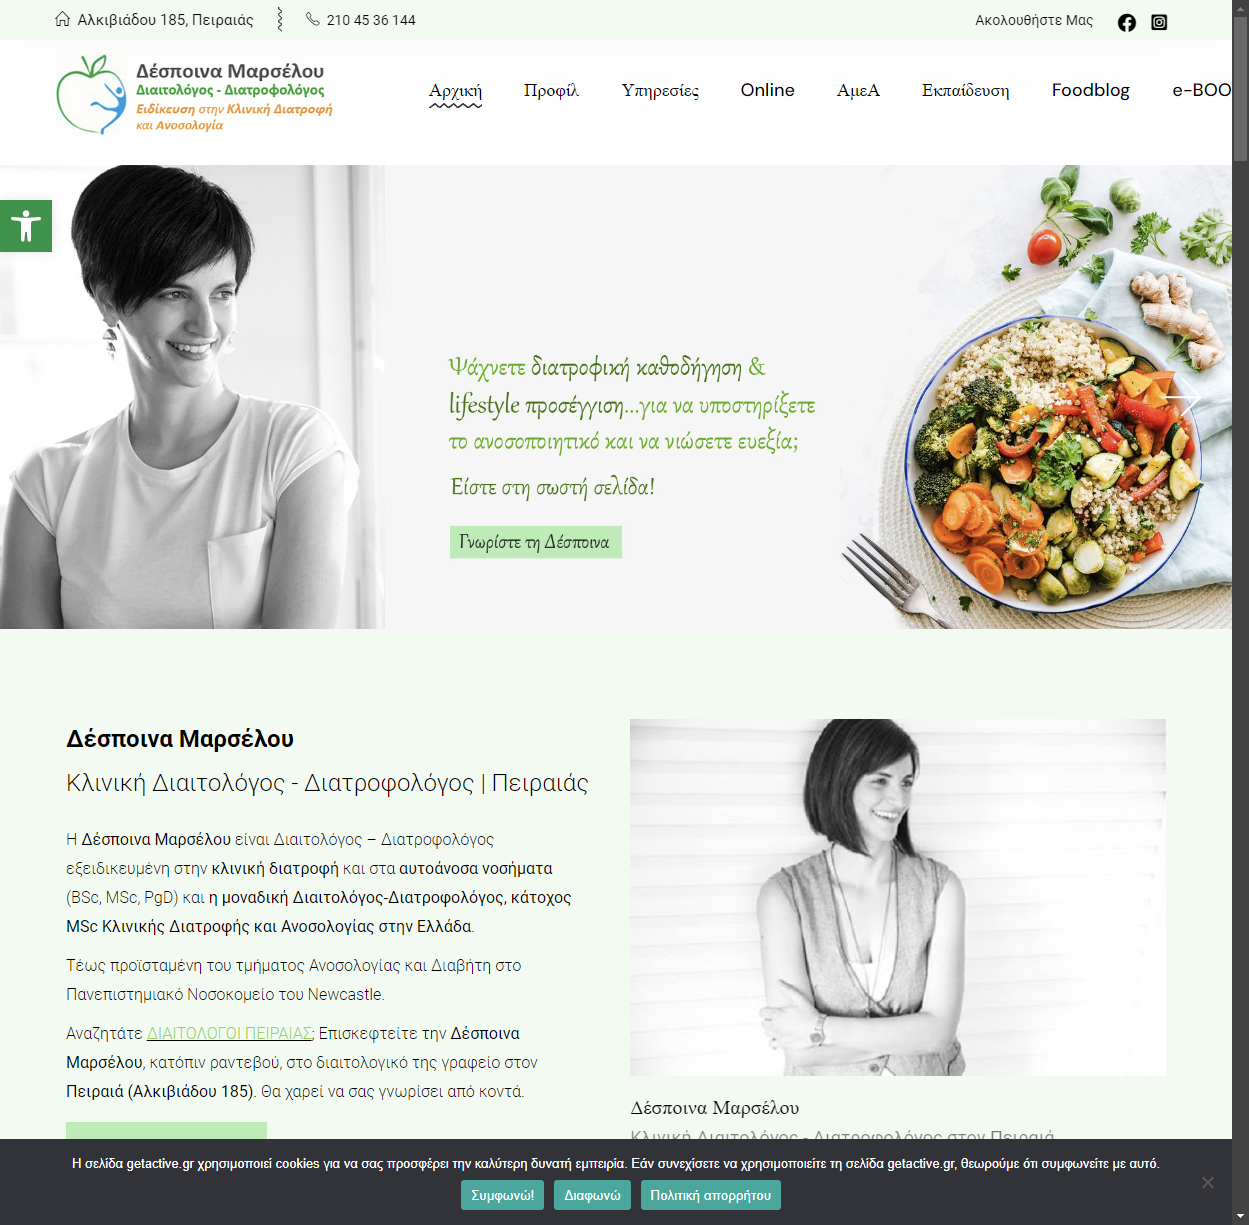 Αλκιβιάδου 185, Πειραιάς
210 45 36 144
Ακολουθήστε Μας
Δέσποινα Μαρσέλου
Διαιτολόγος - Διατροφολόγος
Ειδίκευση στην Κλινική Διατροφή
και Ανοσολογία
Αρχική Προφίλ Υπηρεσίες Online ΑμεΑ Εκπαίδευση Foodblog e-BOO
Ψάχνετε διατροφική καθοδήγηση &
lifestyle προσέγγιση...για να υποστηρίξετε
το ανοσοποιητικό και να νιώσετε ευεξία;
Είστε στη σωστή σελίδα!
Γνωρίστε τη Δέσποινα
Δέσποινα Μαρσέλου
Κλινική Διαιτολόγος - Διατροφολόγος | Πειραιάς
Η Δέσποινα Μαρσέλου είναι Διαιτολόγος – Διατροφολόγος
εξειδικευμένη στην κλινική διατροφή και στα αυτοάνοσα νοσήματα
(BSc, MSc, PgD) και η μοναδική Διαιτολόγος-Διατροφολόγος, κάτοχος
MSc Κλινικής Διατροφής και Ανοσολογίας στην Ελλάδα.
Τέως προϊσταμένη του τμήματος Ανοσολογίας και Διαβήτη στο
Πανεπιστημιακό Νοσοκομείο του Newcastle.
Αναζητάτε ΔΙΑΙΤΟΛΟΓΟΙ ΠΕΙΡΑΙΑΣ; Επισκεφτείτε την Δέσποινα
Μαρσέλου, κατόπιν ραντεβού, στο διαιτολογικό της γραφείο στον
Πειραιά (Αλκιβιάδου 185). Θα χαρεί να σας γνωρίσει από κοντά.
Δέσποινα Μαρσέλου
Κλινική Διαιτολόγος - Διατροφολόγος στον Πειραιά
Η σελίδα getactive.gr χρησιμοποιεί cookies για να σας προσφέρει την καλύτερη δυνατή εμπειρία. Εάν συνεχίσετε να χρησιμοποιείτε τη σελίδα getactive.gr, θεωρούμε ότι συμφωνείτε με αυτό.
Συμφωνώ! Διαφωνώ Πολιτική απορρήτου